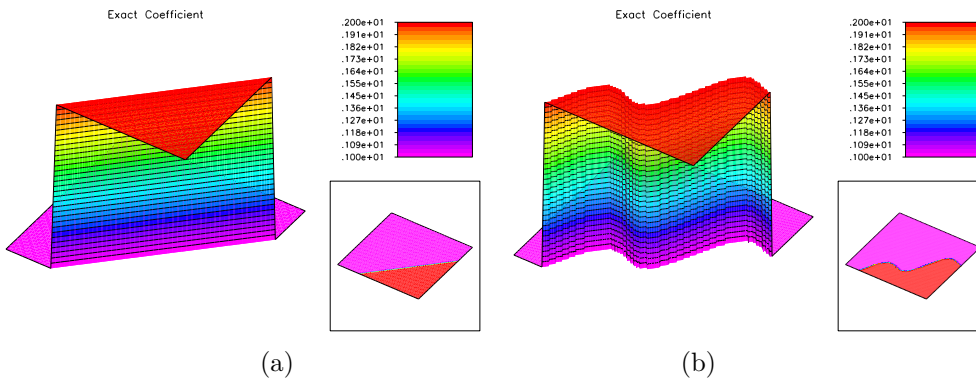 Exact Coefficient
.200e+01
.191e+01
.182e+01
.173e+01
.164e+01
.155e+01
.145e+01
.136e+01
.127e+01
.118e+01
.109e+01
.100e+01
(a)
Exact Coefficient
.200e+01
.191e+01
.182e+01
.173e+01
.164e+01
.155e+01
.145e+01
.136e+01
.127e+01
.118e+01
.109e+01
.100e+01
(b)